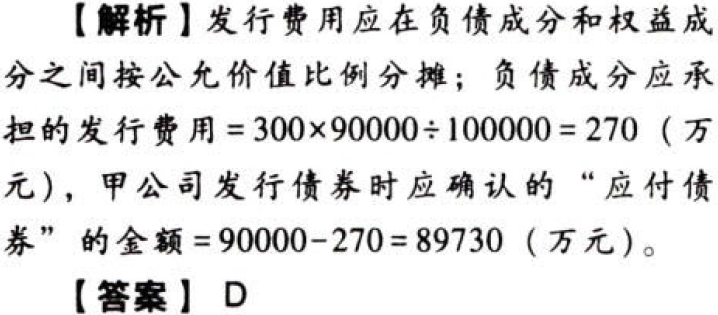 【解析】发行费用应在负债成分和权益成
分之间按公允价值比例分摊；负债成分应承
担的发行费用=300×90000÷100000=270（万
元），甲公司发行债券时应确认的“应付债
券”的金额=90000-270=89730（万元）。
【答案】 D